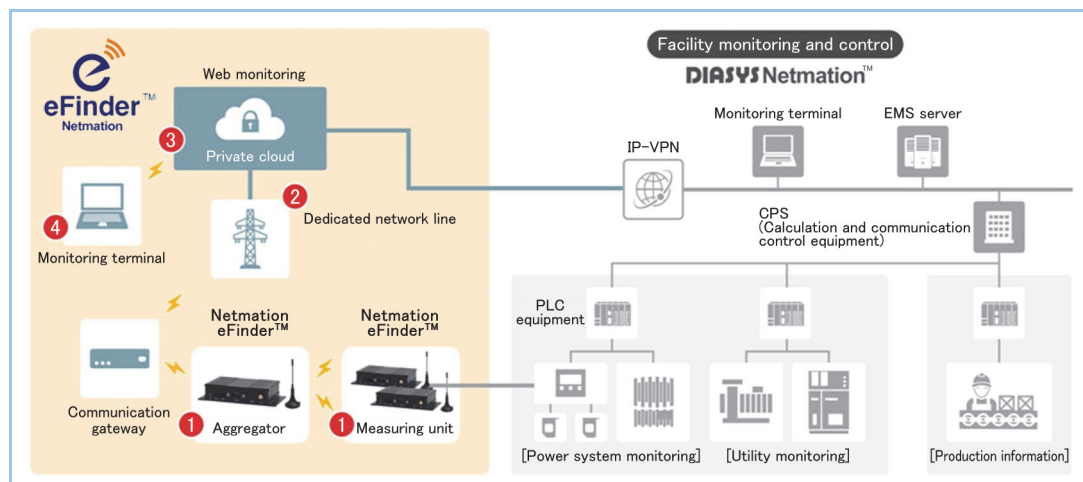 eFinder™
Netmation
Web monitoring
3
Private cloud
2
Dedicated network line
4
Monitoring terminal
Communication
gateway
Netmation
eFinder™
1
Aggregator
Netmation
eFinder™
1
Measuring unit
Facility monitoring and control
DIASYS Netmation™
Monitoring terminal
EMS server
IP-VPN
CPS
(Calculation and communication
control equipment)
PLC
equipment
[Power system monitoring]
[Utility monitoring]
[Production information]